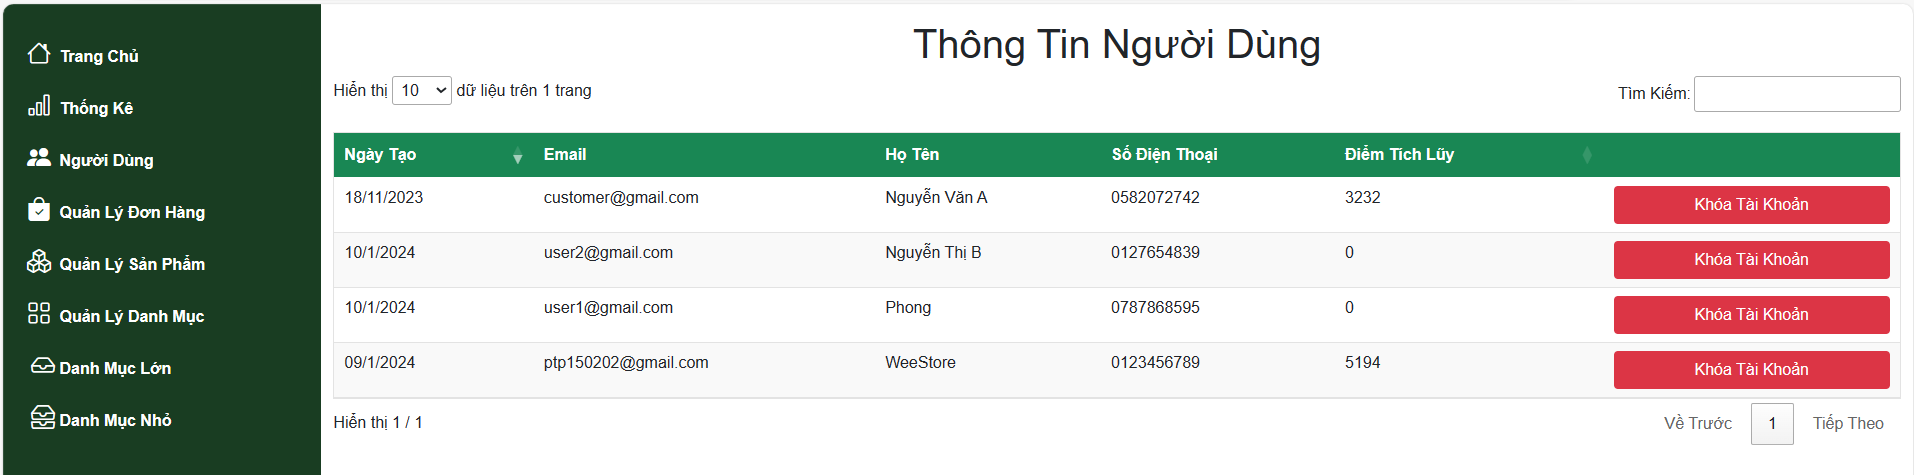 Trang Chủ
Thống Kê
Người Dùng
Quản Lý Đơn Hàng
Quản Lý Sản Phẩm
Quản Lý Danh Mục
Danh Mục Lớn
Danh Mục Nhỏ
Thông Tin Người Dùng
Hiển thị 10 dữ liệu trên 1 trang
Tìm Kiếm:
Ngày Tạo Email Họ Tên Số Điện Thoại Điểm Tích Lũy
18/11/2023 customer@gmail.com Nguyễn Văn A 0582072742 3232 Khóa Tài Khoản
10/1/2024 user2@gmail.com Nguyễn Thị B 0127654839 0 Khóa Tài Khoản
10/1/2024 user1@gmail.com Phong 0787868595 0 Khóa Tài Khoản
09/1/2024 ptp150202@gmail.com WeeStore 0123456789 5194 Khóa Tài Khoản
Hiển thị 1 / 1
Về Trước 1 Tiếp Theo